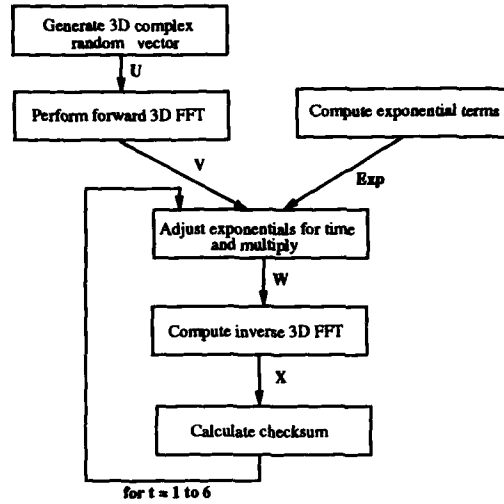 Generate 3D complex
random vector
U
Perform forward 3D FFT
Compute exponential terms
V
Exp
Adjust exponentials for time
and multiply
W
Compute inverse 3D FFT
X
Calculate checksum
for t = 1 to 6